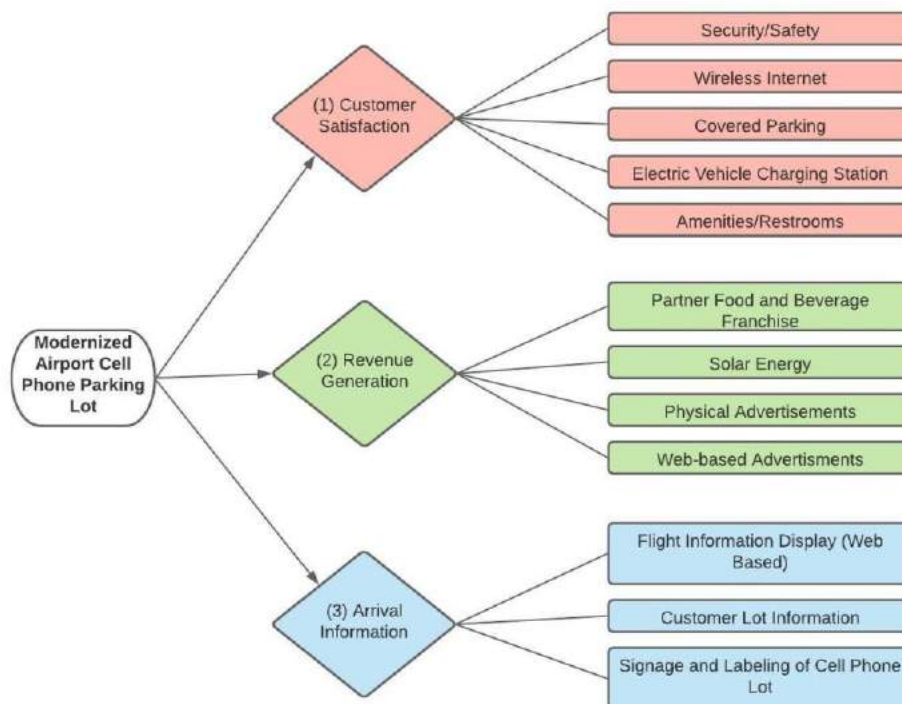 Modernized
Airport Cell
Phone Parking
Lot
(1) Customer
Satisfaction
Security/Safety
Wireless Internet
Covered Parking
Electric Vehicle Charging Station
Amenities/Restrooms
(2) Revenue
Generation
Partner Food and Beverage
Franchise
Solar Energy
Physical Advertisements
Web-based Advertisments
(3) Arrival
Information
Flight Information Display (Web
Based)
Customer Lot Information
Signage and Labeling of Cell Phone
Lot